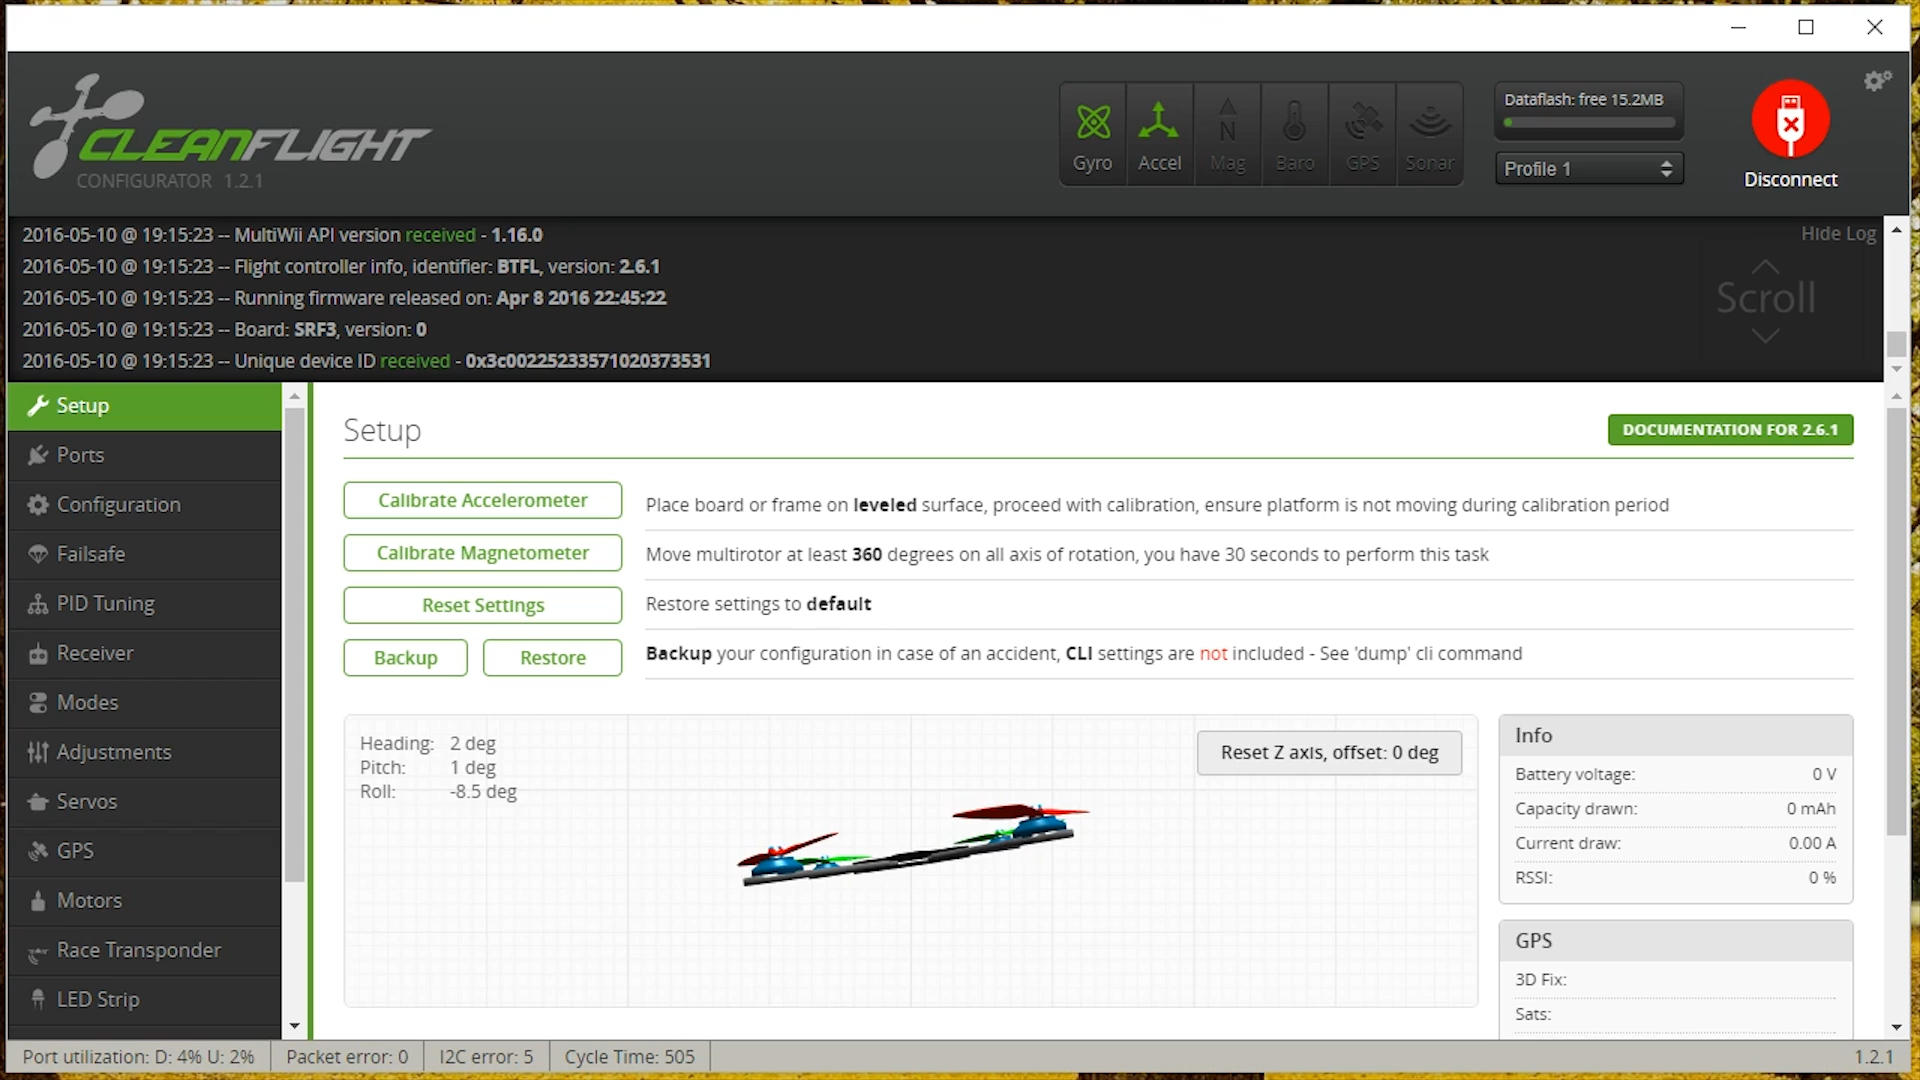 CLEANFLIGHT
CONFIGURATOR 1.2.1
Gyro
Accel
N
Mag
Baro
GPS
Sonar
Dataflash: free 15.2MB
Profile 1
Disconnect
2016-05-10 @ 19:15:23 -- MultiWii API version received - 1.16.0
2016-05-10 @ 19:15:23 -- Flight controller info, identifier: BTFL, version: 2.6.1
2016-05-10 @ 19:15:23 -- Running firmware released on: Apr 8 2016 22:45:22
2016-05-10 @ 19:15:23 -- Board: SRF3, version: 0
2016-05-10 @ 19:15:23 -- Unique device ID received - 0x3c002252335710203735​31
Hide Log
Scroll
Setup
Ports
Configuration
Failsafe
PID Tuning
Receiver
Modes
Adjustments
Servos
GPS
Motors
Race Transponder
LED Strip
Setup
DOCUMENTATION FOR 2.6.1
Calibrate Accelerometer
Place board or frame on leveled surface, proceed with calibration, ensure platform is not moving during calibration period
Calibrate Magnetometer
Move multirotor at least 360 degrees on all axis of rotation, you have 30 seconds to perform this task
Reset Settings
Restore settings to default
Backup
Restore
Backup your configuration in case of an accident, CLI settings are not included - See 'dump' cli command
Heading: 2 deg
Pitch: 1 deg
Roll: -8.5 deg
Reset Z axis, offset: 0 deg
Info
Battery voltage: 0 V
Capacity drawn: 0 mAh
Current draw: 0.00 A
RSSI: 0 %
GPS
3D Fix:
Sats:
Port utilization: D: 4% U: 2%
Packet error: 0
I2C error: 5
Cycle Time: 505
1.2.1